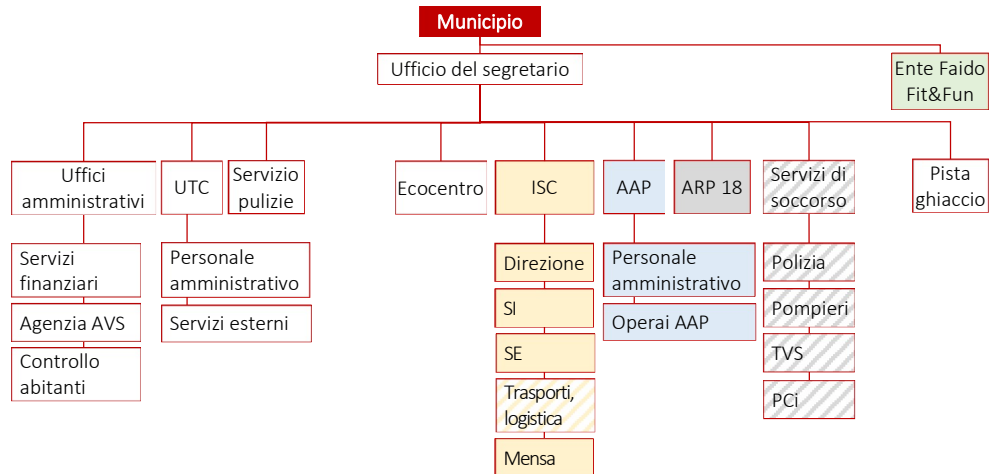 Municipio
Ufficio del segretario
Ente Faido
Fit&Fun
Uffici
amministrativi
UTC
Servizio
pulizie
Ecocentro
ISC
AAP
ARP 18
Servizi di
soccorso
Pista
ghiaccio
Servizi
finanziari
Agenzia AVS
Controllo
abitanti
Personale
amministrativo
Servizi esterni
Direzione
SI
SE
Trasporti,
logistica
Mensa
Personale
amministrativo
Operai AAP
Polizia
Pompieri
TVS
PCi